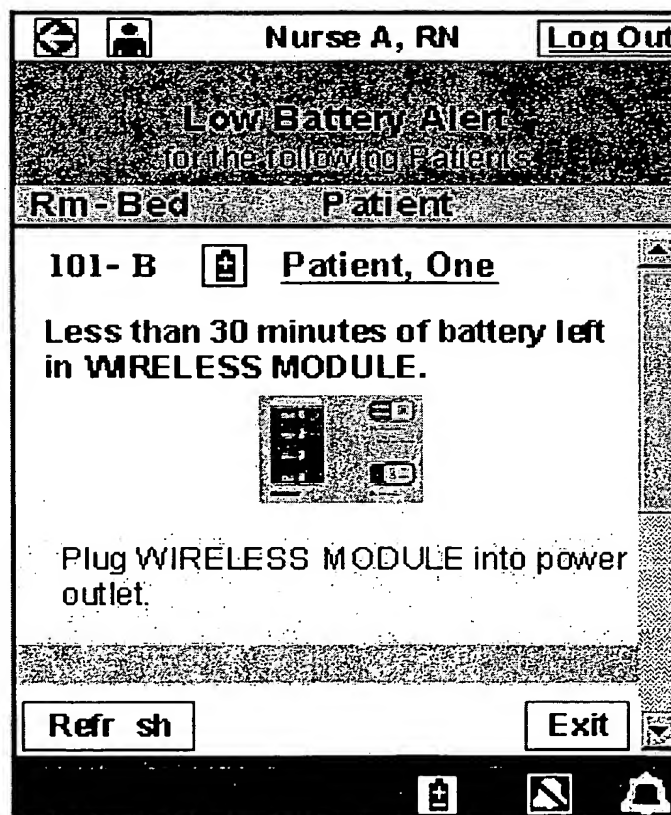 Nurse A, RN Log Out
Low Battery Alert
for the following Patients
Rm-Bed Patient
101- B Patient, One
Less than 30 minutes of battery left
in WIRELESS MODULE.
Plug WIRELESS MODULE into power
outlet.
Refr sh Exit